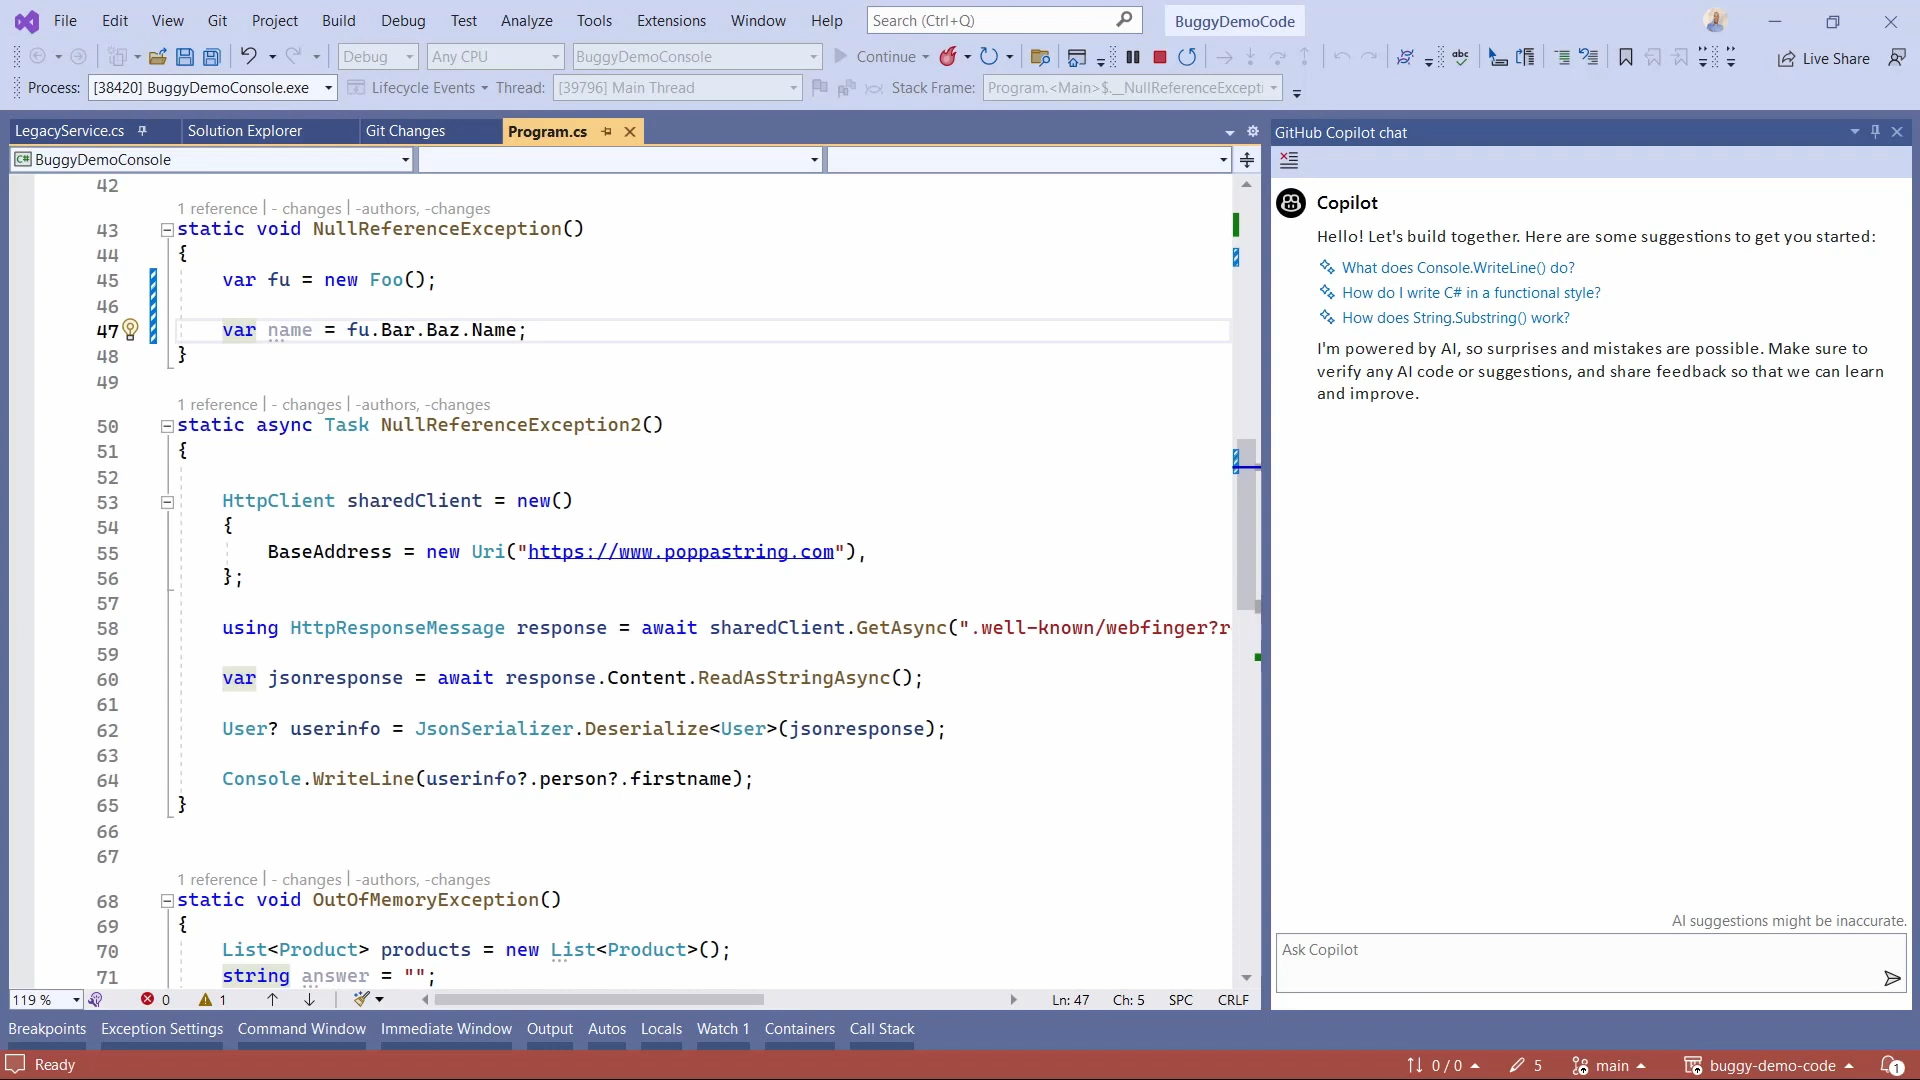 File Edit View Git Project Build Debug Test Analyze Tools Extensions Window Help Search (Ctrl+Q) BuggyDemoCode
Debug Any CPU BuggyDemoConsole Continue abc Live Share
Process: [38420] BuggyDemoConsole.exe Lifecycle Events Thread: [39796] Main Thread Stack Frame: Program.<Main>$.__NullReferenceExcepti
LegacyService.cs Solution Explorer Git Changes Program.cs
C# BuggyDemoConsole
42
1 reference | - changes | -authors, -changes
43 static void NullReferenceException()
44 {
45 var fu = new Foo();
46
47 var name = fu.Bar.Baz.Name;
48 }
49
1 reference | - changes | -authors, -changes
50 static async Task NullReferenceException2()
51 {
52
53 HttpClient sharedClient = new()
54 {
55 BaseAddress = new Uri("https://www.poppastring.com"),
56 };
57
58 using HttpResponseMessage response = await sharedClient.GetAsync(".well-known/webfinger?r
59
60 var jsonresponse = await response.Content.ReadAsStringAsync();
61
62 User? userinfo = JsonSerializer.Deserialize<User>(jsonresponse);
63
64 Console.WriteLine(userinfo?.person?.firstname);
65 }
66
67
1 reference | - changes | -authors, -changes
68 static void OutOfMemoryException()
69 {
70 List<Product> products = new List<Product>();
71 string answer = "";
119 % 0 1 Ln: 47 Ch: 5 SPC CRLF
GitHub Copilot chat
Copilot
Hello! Let's build together. Here are some suggestions to get you started:
What does Console.WriteLine() do?
How do I write C# in a functional style?
How does String.Substring() work?
I'm powered by AI, so surprises and mistakes are possible. Make sure to
verify any AI code or suggestions, and share feedback so that we can learn
and improve.
AI suggestions might be inaccurate.
Ask Copilot
Breakpoints Exception Settings Command Window Immediate Window Output Autos Locals Watch 1 Containers Call Stack
Ready 0 / 0 5 main buggy-demo-code 1